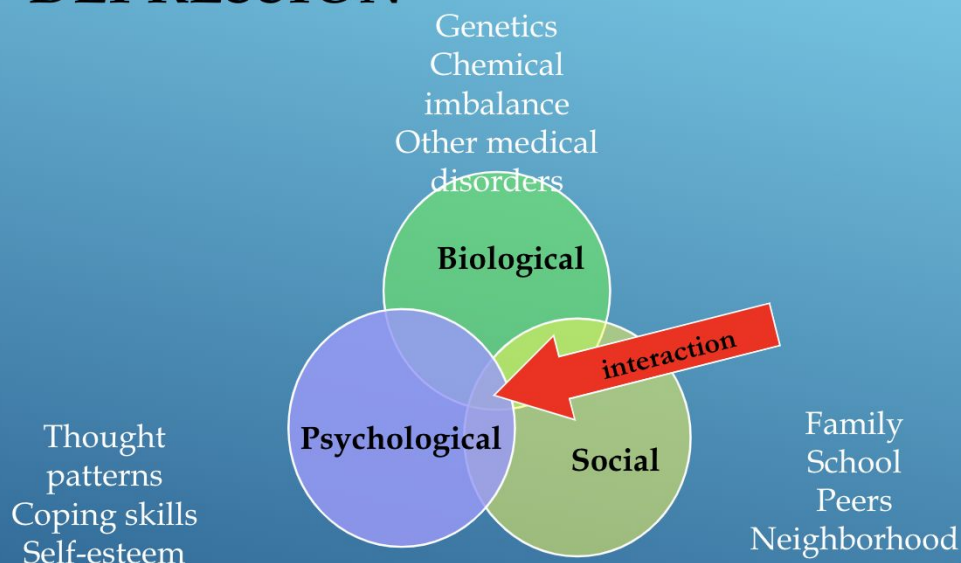 DEPRESSION
Genetics
Chemical
imbalance
Other medical
disorders
Biological
interaction
Psychological
Social
Thought
patterns
Coping skills
Self-esteem
Family
School
Peers
Neighborhood